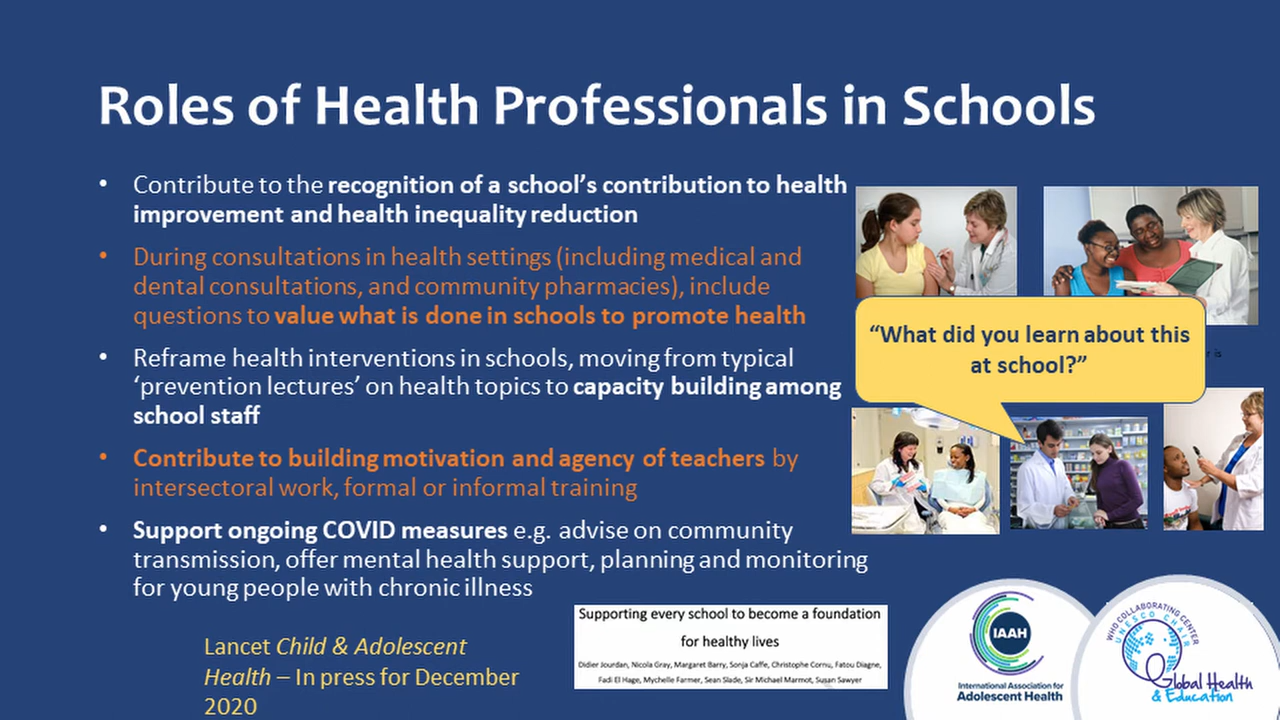 Roles of Health Professionals in Schools
• Contribute to the recognition of a school's contribution to health
improvement and health inequality reduction
• During consultations in health settings (including medical and
dental consultations, and community pharmacies), include
questions to value what is done in schools to promote health
• Reframe health interventions in schools, moving from typical
‘prevention lectures’ on health topics to capacity building among
school staff
• Contribute to building motivation and agency of teachers by
intersectoral work, formal or informal training
• Support ongoing COVID measures e.g. advise on community
transmission, offer mental health support, planning and monitoring
for young people with chronic illness
“What did you learn about this
at school?”
Lancet Child & Adolescent
Health – In press for December
2020
Supporting every school to become a foundation
for healthy lives
Didier Jourdan, Nicola Gray, Margaret Barry, Sonja Caffe, Christophe Cornu, Fatou Diagne,
Fadi El Hage, Mychelle Farmer, Sean Slade, Sir Michael Marmot, Susan Sawyer
IAAH
International Association for
Adolescent Health
WHO COLLABORATING CENTER
UNESCO CHAIR
Global Health
& Education